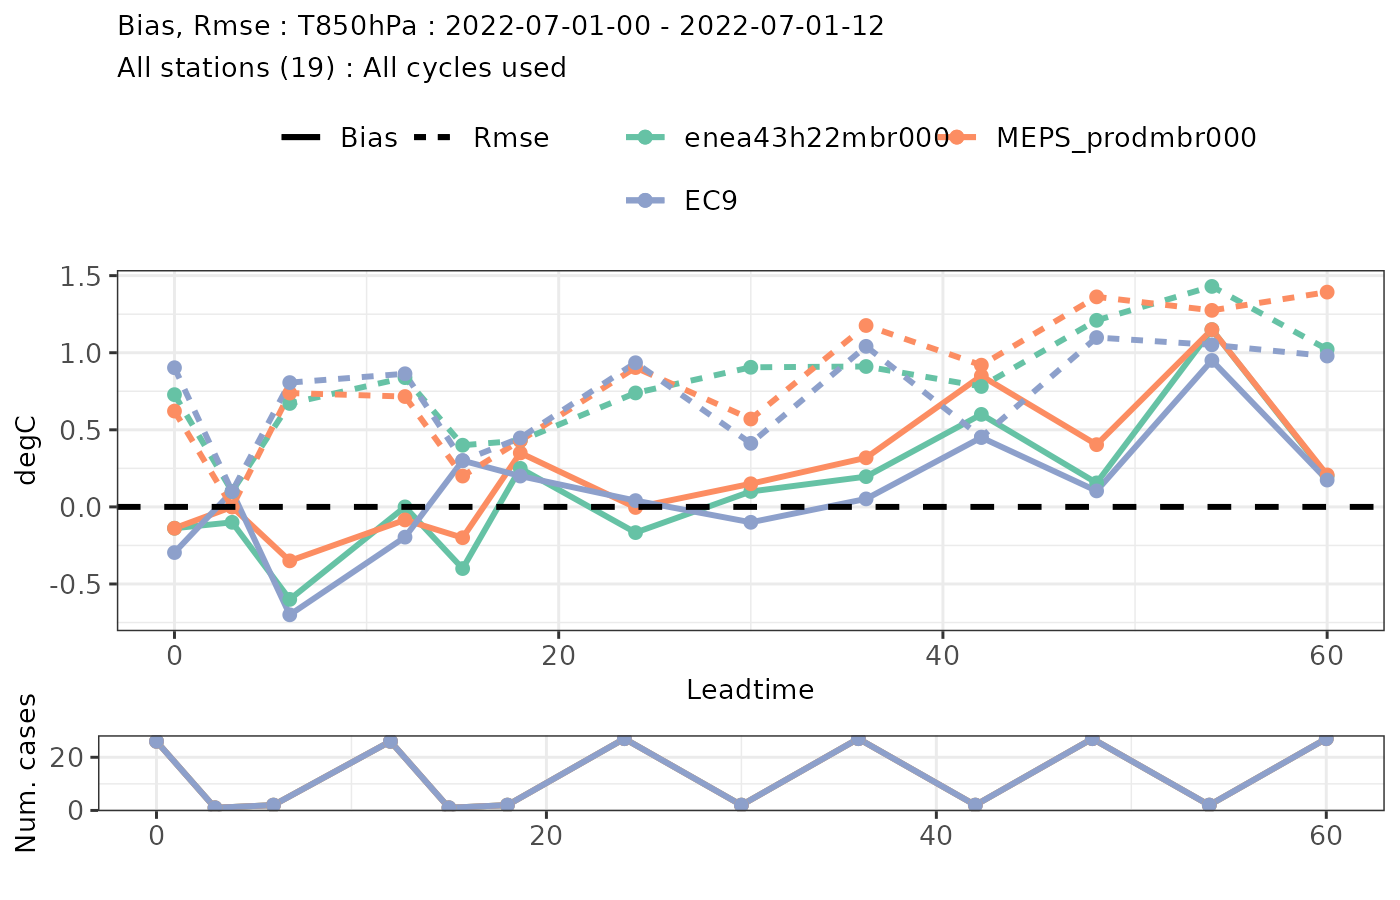 Bias, Rmse : T850hPa : 2022-07-01-00 - 2022-07-01-12
All stations (19) : All cycles used
Bias Rmse enea43h22mbr000 MEPS_prodmbr000
EC9
1.5
1.0
0.5
0.0
-0.5
degC
0 20 40 60
Leadtime
20
0
Num. cases
0 20 40 60